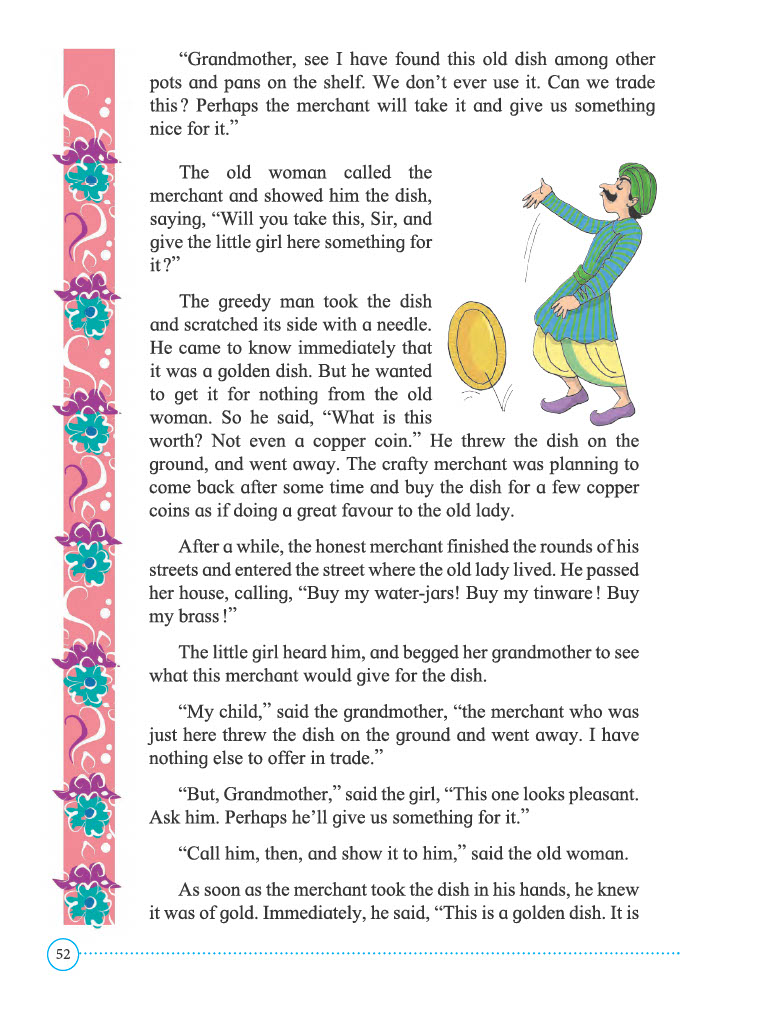 “Grandmother, see I have found this old dish among other
pots and pans on the shelf. We don’t ever use it. Can we trade
this? Perhaps the merchant will take it and give us something
nice for it.”
The old woman called the
merchant and showed him the dish,
saying, “Will you take this, Sir, and
give the little girl here something for
it?”
The greedy man took the dish
and scratched its side with a needle.
He came to know immediately that
it was a golden dish. But he wanted
to get it for nothing from the old
woman. So he said, “What is this
worth? Not even a copper coin.” He threw the dish on the
ground, and went away. The crafty merchant was planning to
come back after some time and buy the dish for a few copper
coins as if doing a great favour to the old lady.
After a while, the honest merchant finished the rounds of his
streets and entered the street where the old lady lived. He passed
her house, calling, “Buy my water-jars! Buy my tinware! Buy
my brass!”
The little girl heard him, and begged her grandmother to see
what this merchant would give for the dish.
“My child,” said the grandmother, “the merchant who was
just here threw the dish on the ground and went away. I have
nothing else to offer in trade.”
“But, Grandmother,” said the girl, “This one looks pleasant.
Ask him. Perhaps he’ll give us something for it.”
“Call him, then, and show it to him,” said the old woman.
As soon as the merchant took the dish in his hands, he knew
it was of gold. Immediately, he said, “This is a golden dish. It is
52